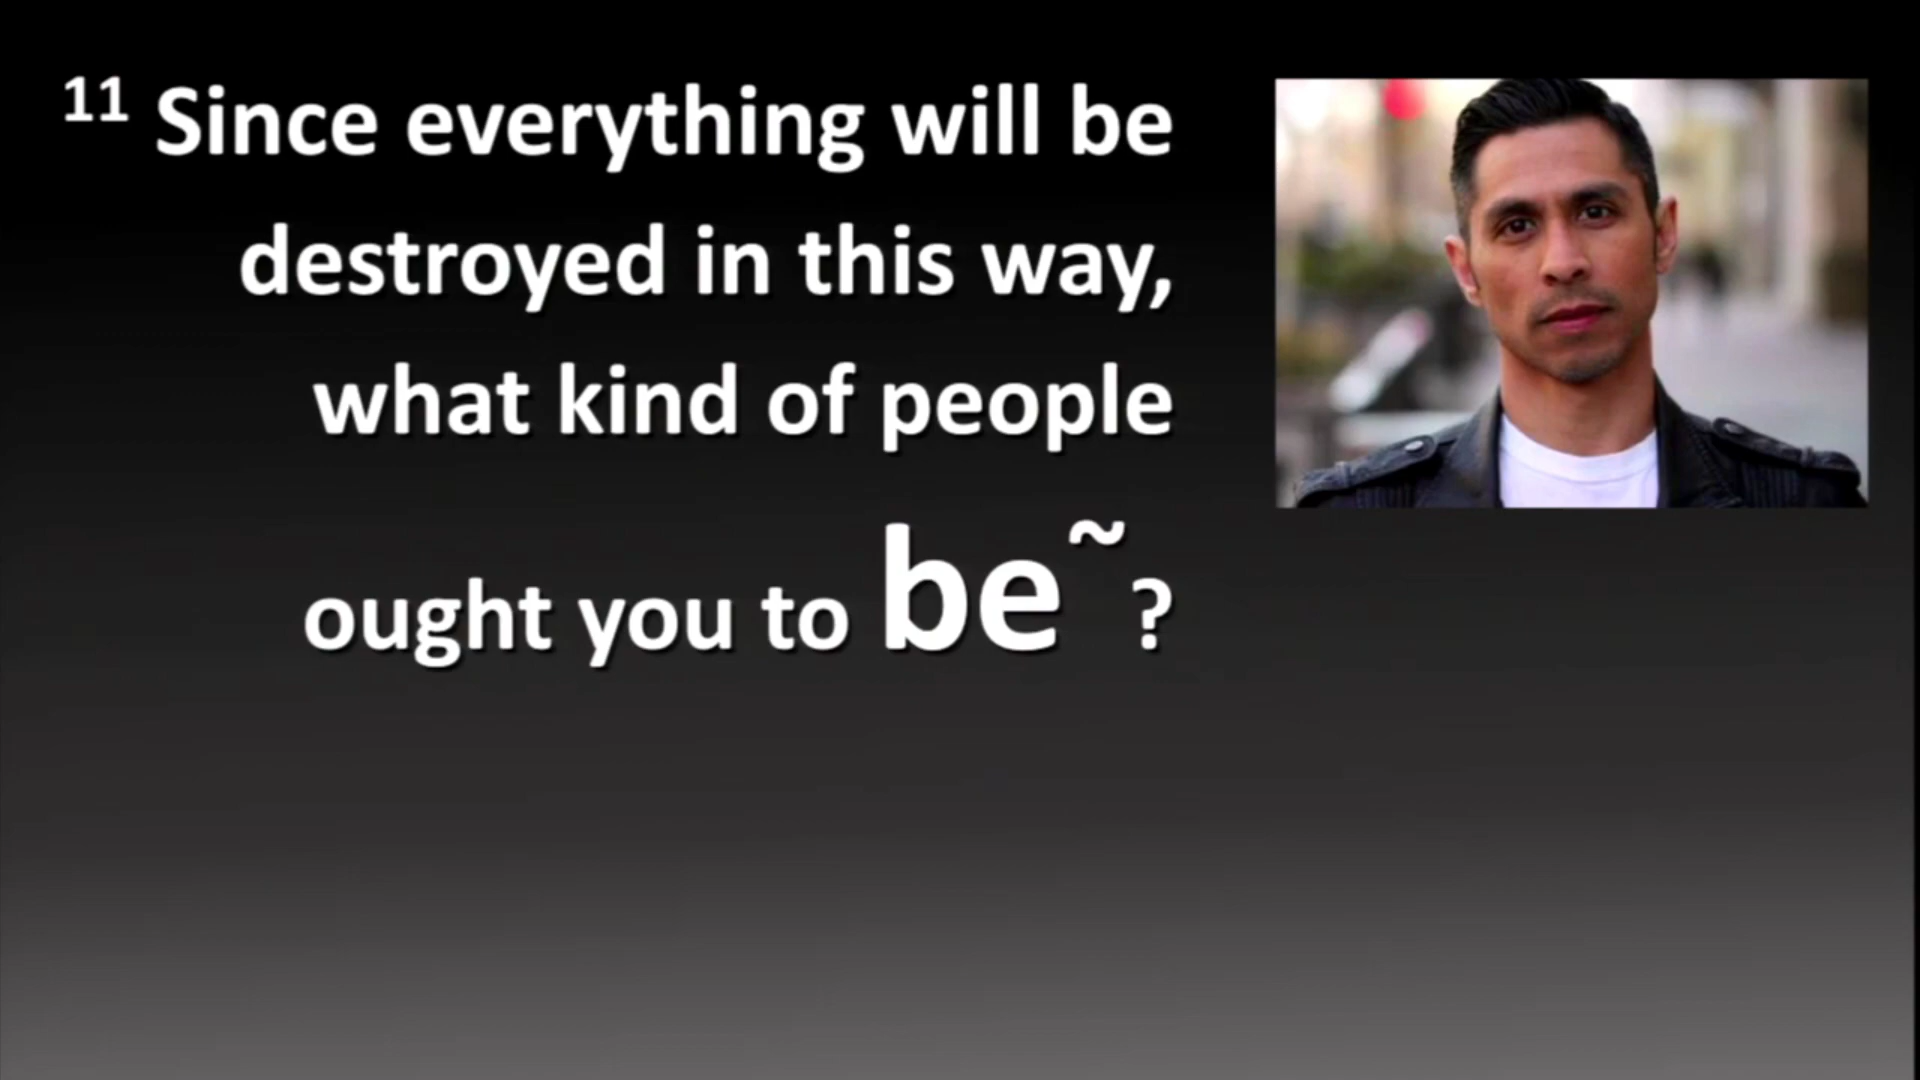 11 Since everything will be
destroyed in this way,
what kind of people
ought you to be~?